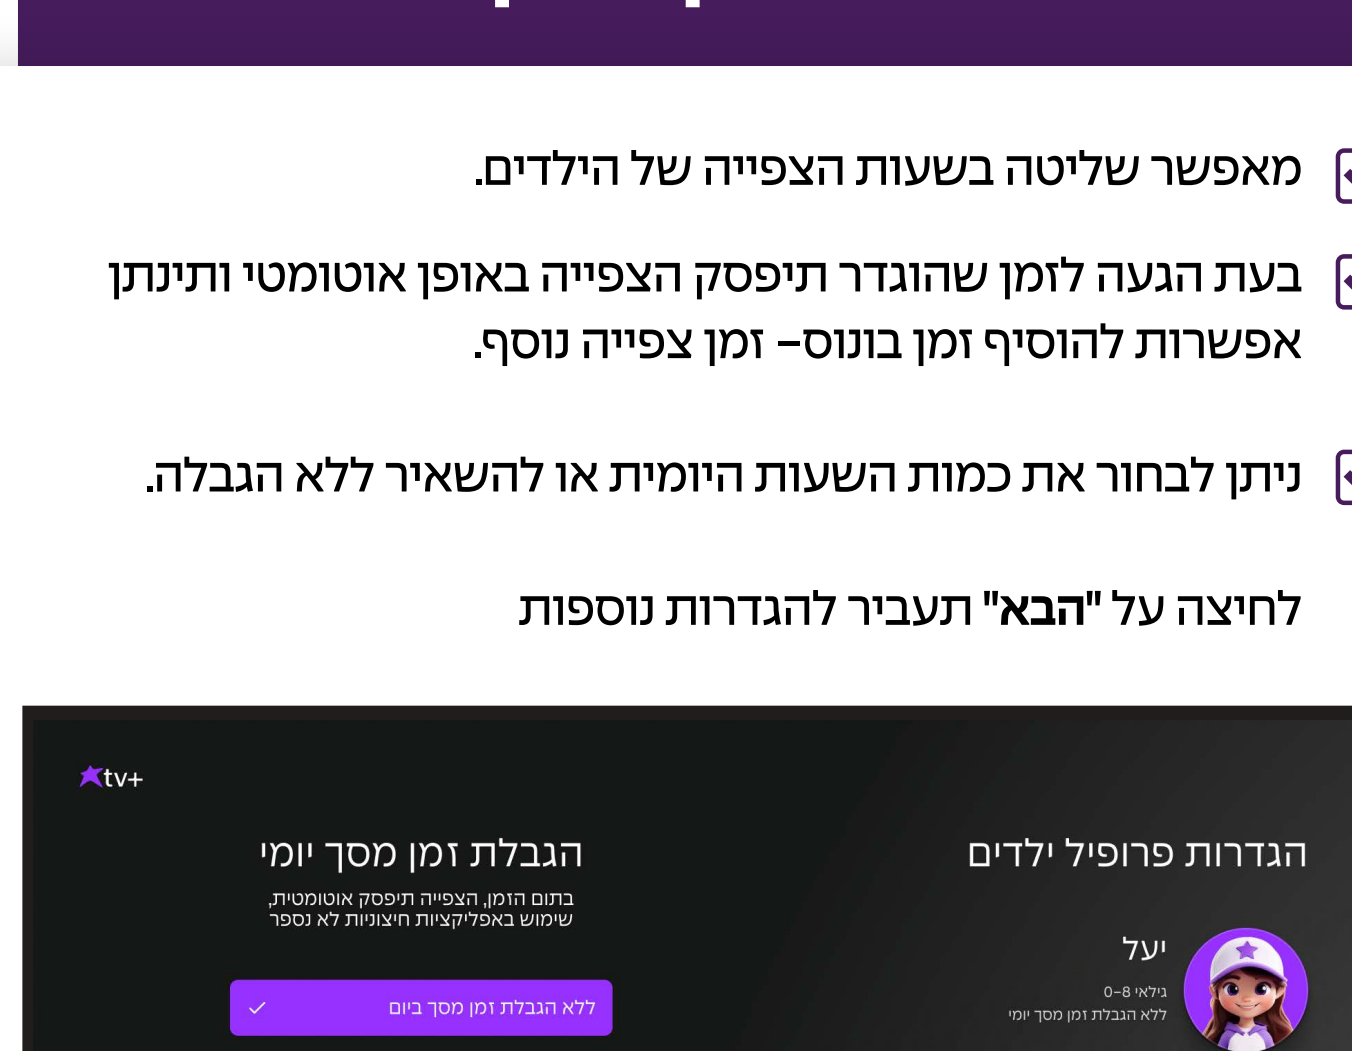 מאפשר שליטה בשעות הצפייה של הילדים.
בעת הגעה לזמן שהוגדר תיפסק הצפייה באופן אוטומטי ותינתן
אפשרות להוסיף זמן בונוס– זמן צפייה נוסף.
ניתן לבחור את כמות השעות היומית או להשאיר ללא הגבלה.
לחיצה על "הבא" תעביר להגדרות נוספות
tv+
הגדרות פרופיל ילדים
יעל
גילאי 0-8
ללא הגבלת זמן מסך יומי
הגבלת זמן מסך יומי
בתום הזמן, הצפייה תיפסק אוטומטית,
שימוש באפליקציות חיצוניות לא נספר
ללא הגבלת זמן מסך ביום